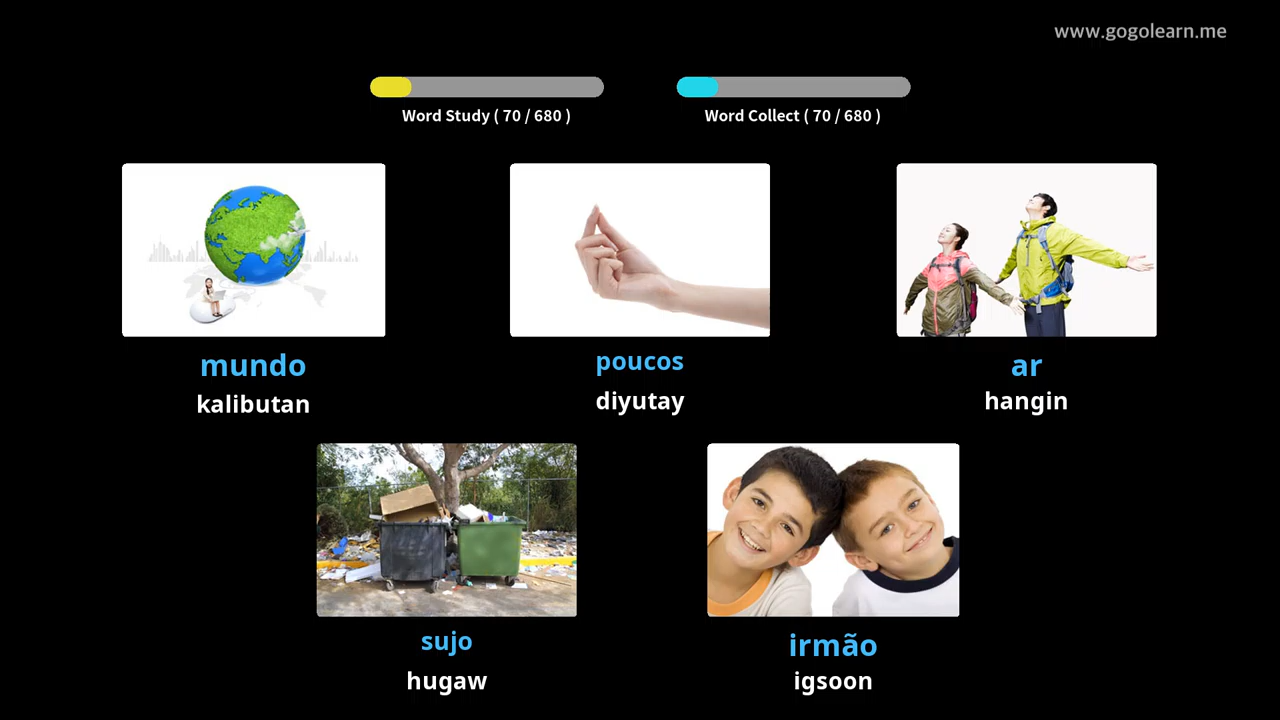 www.gogolearn.me
Word Study ( 70 / 680 )
Word Collect ( 70 / 680 )
mundo
kalibutan
poucos
diyutay
ar
hangin
sujo
hugaw
irmão
igsoon